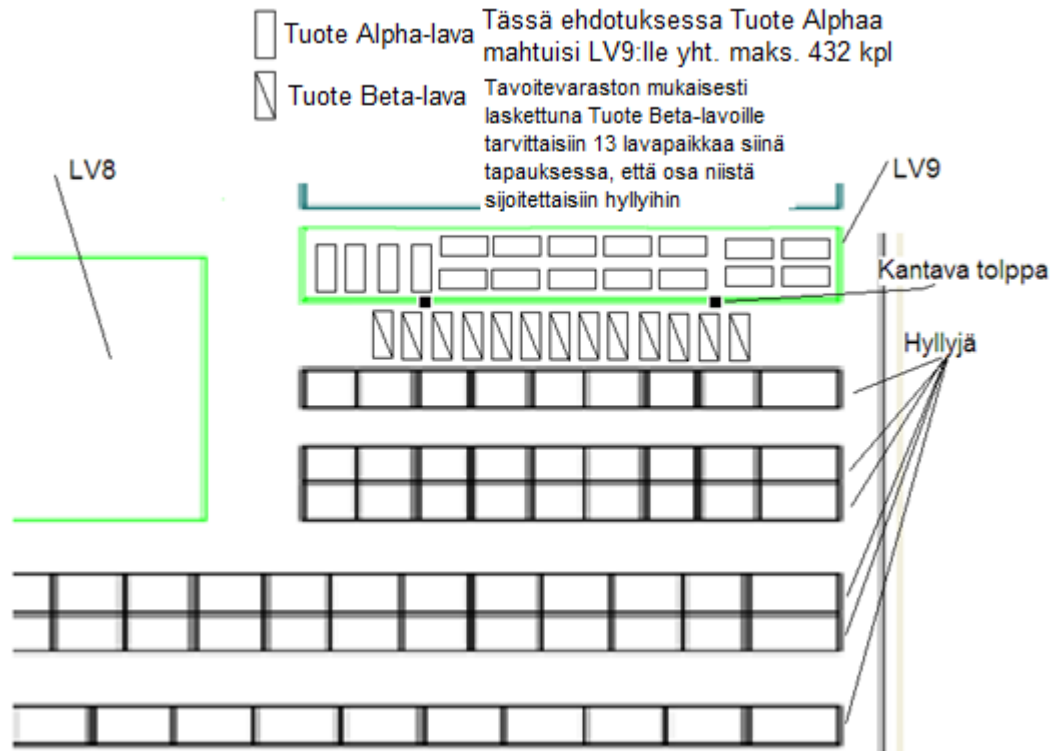 Tuote Alpha-lava
Tuote Beta-lava
Tässä ehdotuksessa Tuote Alphaa
mahtuisi LV9:lle yht. maks. 432 kpl
Tavoitevaraston mukaisesti
laskettuna Tuote Beta-lavoille
tarvittaisiin 13 lavapaikkaa siinä
tapauksessa, että osa niistä
sijoitettaisiin hyllyihin
LV8
LV9
Kantava tolppa
Hyllyjä